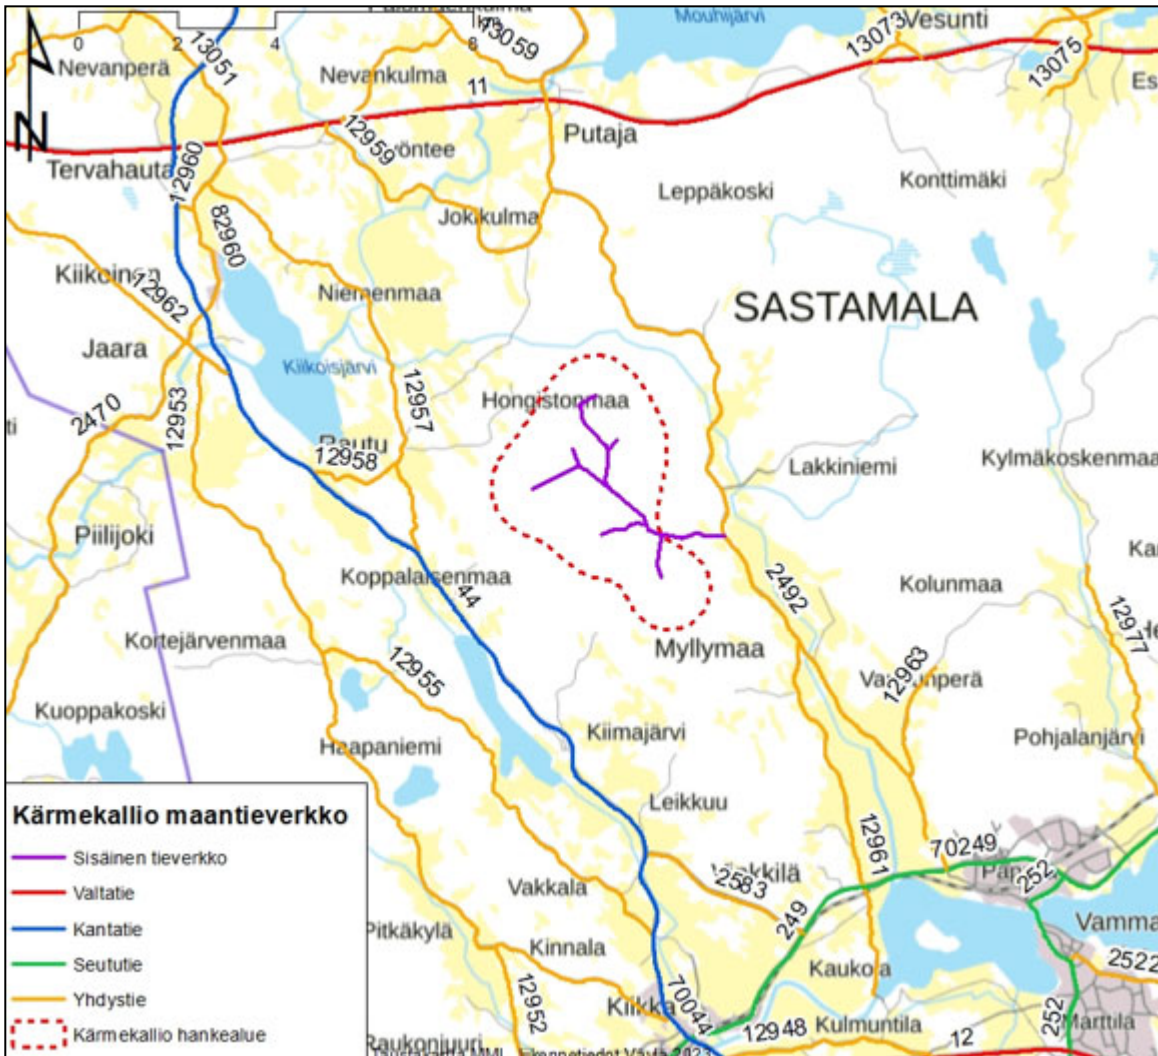 Mouhijärvi
Vesunti
13059
13073
13075
0 2 4 8
13051
Nevanperä
Nevankulma
11
Putaja
12959
Tervahauta
12960
Leppäkoski
Konttimäki
Jokikulma
82960
Kiikoinen
12962
Niemenmaa
SASTAMALA
Jaara
Kiikoisjärvi
12957
Hongistonmaa
2470
12953
Rautu
12958
Lakkiniemi
Kylmäkoskenmaa
Piilijoki
Koppalaisenmaa
44
2492
Kolunmaa
12977
Kortejärvenmaa
Myllymaa
12955
12963
Kuoppakoski
Haapaniemi
Kiimajärvi
Pohjalanjärvi
Leikkuu
12961
70249
252
2583
Vakkala
249
Pitkäkylä
Kinnala
Kaukola
2522
Kiikka
70044
12952
12948
Kulmuntila
12
252
Marttila
Kärmekallio maantieverkko
Sisäinen tieverkko
Valtatie
Kantatie
Seututie
Yhdystie
Kärmekallio hankealue
N